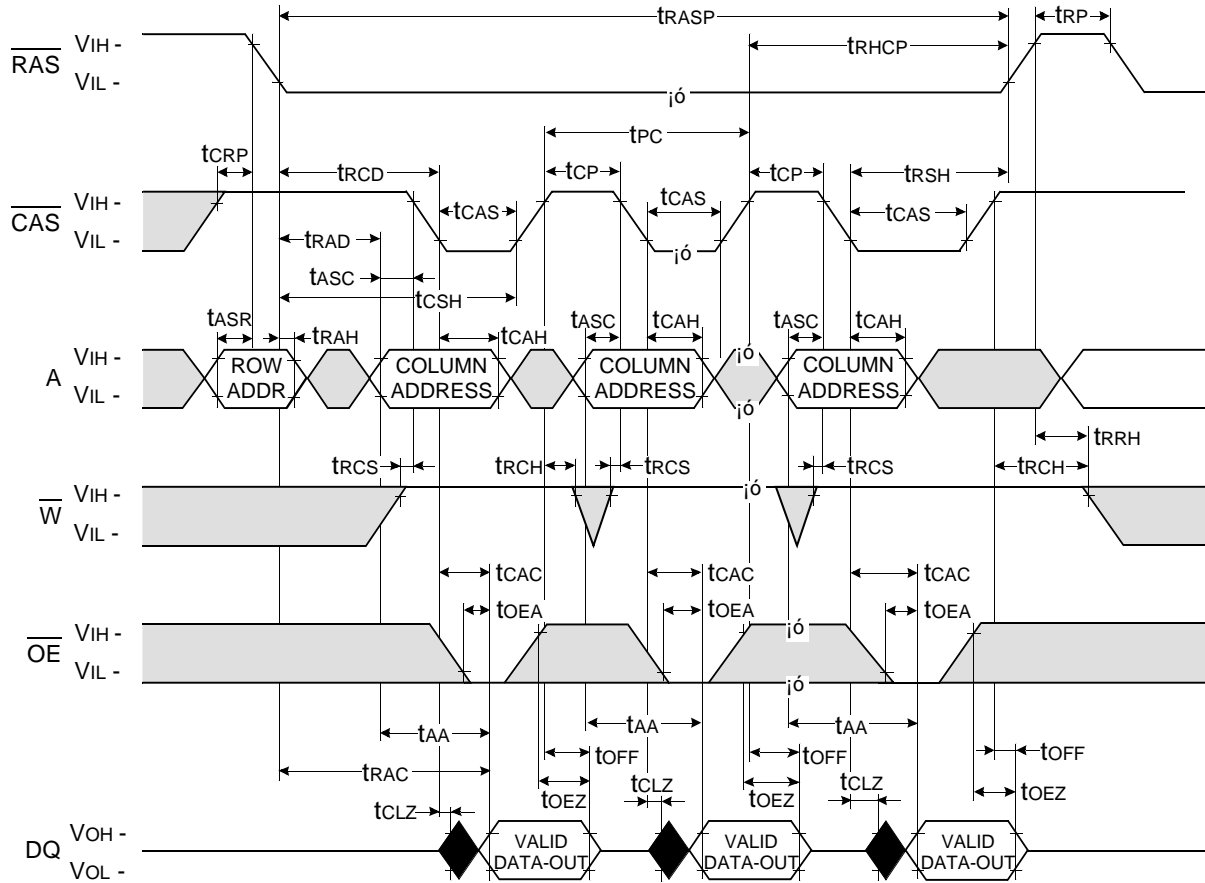 tRASP
tRP
tRHCP
RAS
VIH -
VIL -
¡ó
tCRP
tRCD
tPC
tCP
tCP
tRSH
CAS
VIH -
VIL -
tCAS
tCAS
tCAS
¡ó
tRAD
tASC
tCSH
tASR
tRAH
tCAH
tASC
tCAH
tASC
tCAH
A
VIH -
VIL -
ROW
ADDR
COLUMN
ADDRESS
COLUMN
ADDRESS
¡ó
¡ó
COLUMN
ADDRESS
tRRH
tRCS
tRCH
tRCS
tRCS
tRCH
W
VIH -
VIL -
¡ó
tCAC
tCAC
tCAC
tOEA
tOEA
tOEA
OE
VIH -
VIL -
¡ó
¡ó
tAA
tAA
tAA
tOFF
tOFF
tOFF
tRAC
tCLZ
tOEZ
tCLZ
tOEZ
tCLZ
tOEZ
DQ
VOH -
VOL -
VALID
DATA-OUT
VALID
DATA-OUT
VALID
DATA-OUT